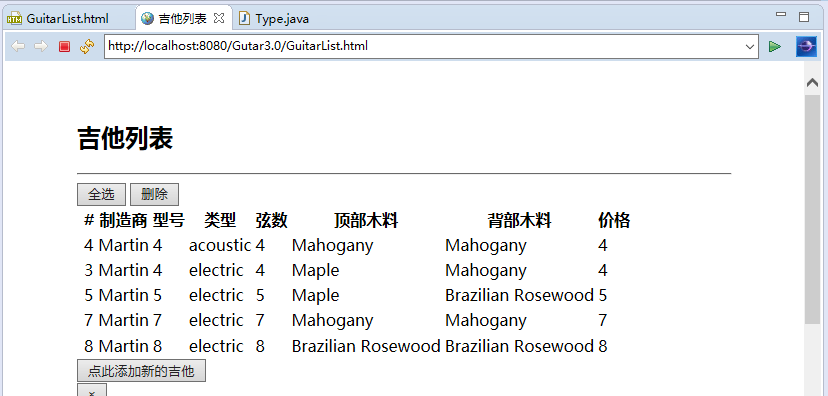 GuitarList.html 吉他列表 Type.java
http://localhost:8080/Gutar3.0/GuitarList.html
吉他列表
全选 删除
# 制造商 型号 类型 弦数 顶部木料 背部木料 价格
4 Martin 4 acoustic 4 Mahogany Mahogany 4
3 Martin 4 electric 4 Maple Mahogany 4
5 Martin 5 electric 5 Maple Brazilian Rosewood 5
7 Martin 7 electric 7 Mahogany Mahogany 7
8 Martin 8 electric 8 Brazilian Rosewood Brazilian Rosewood 8
点此添加新的吉他
×